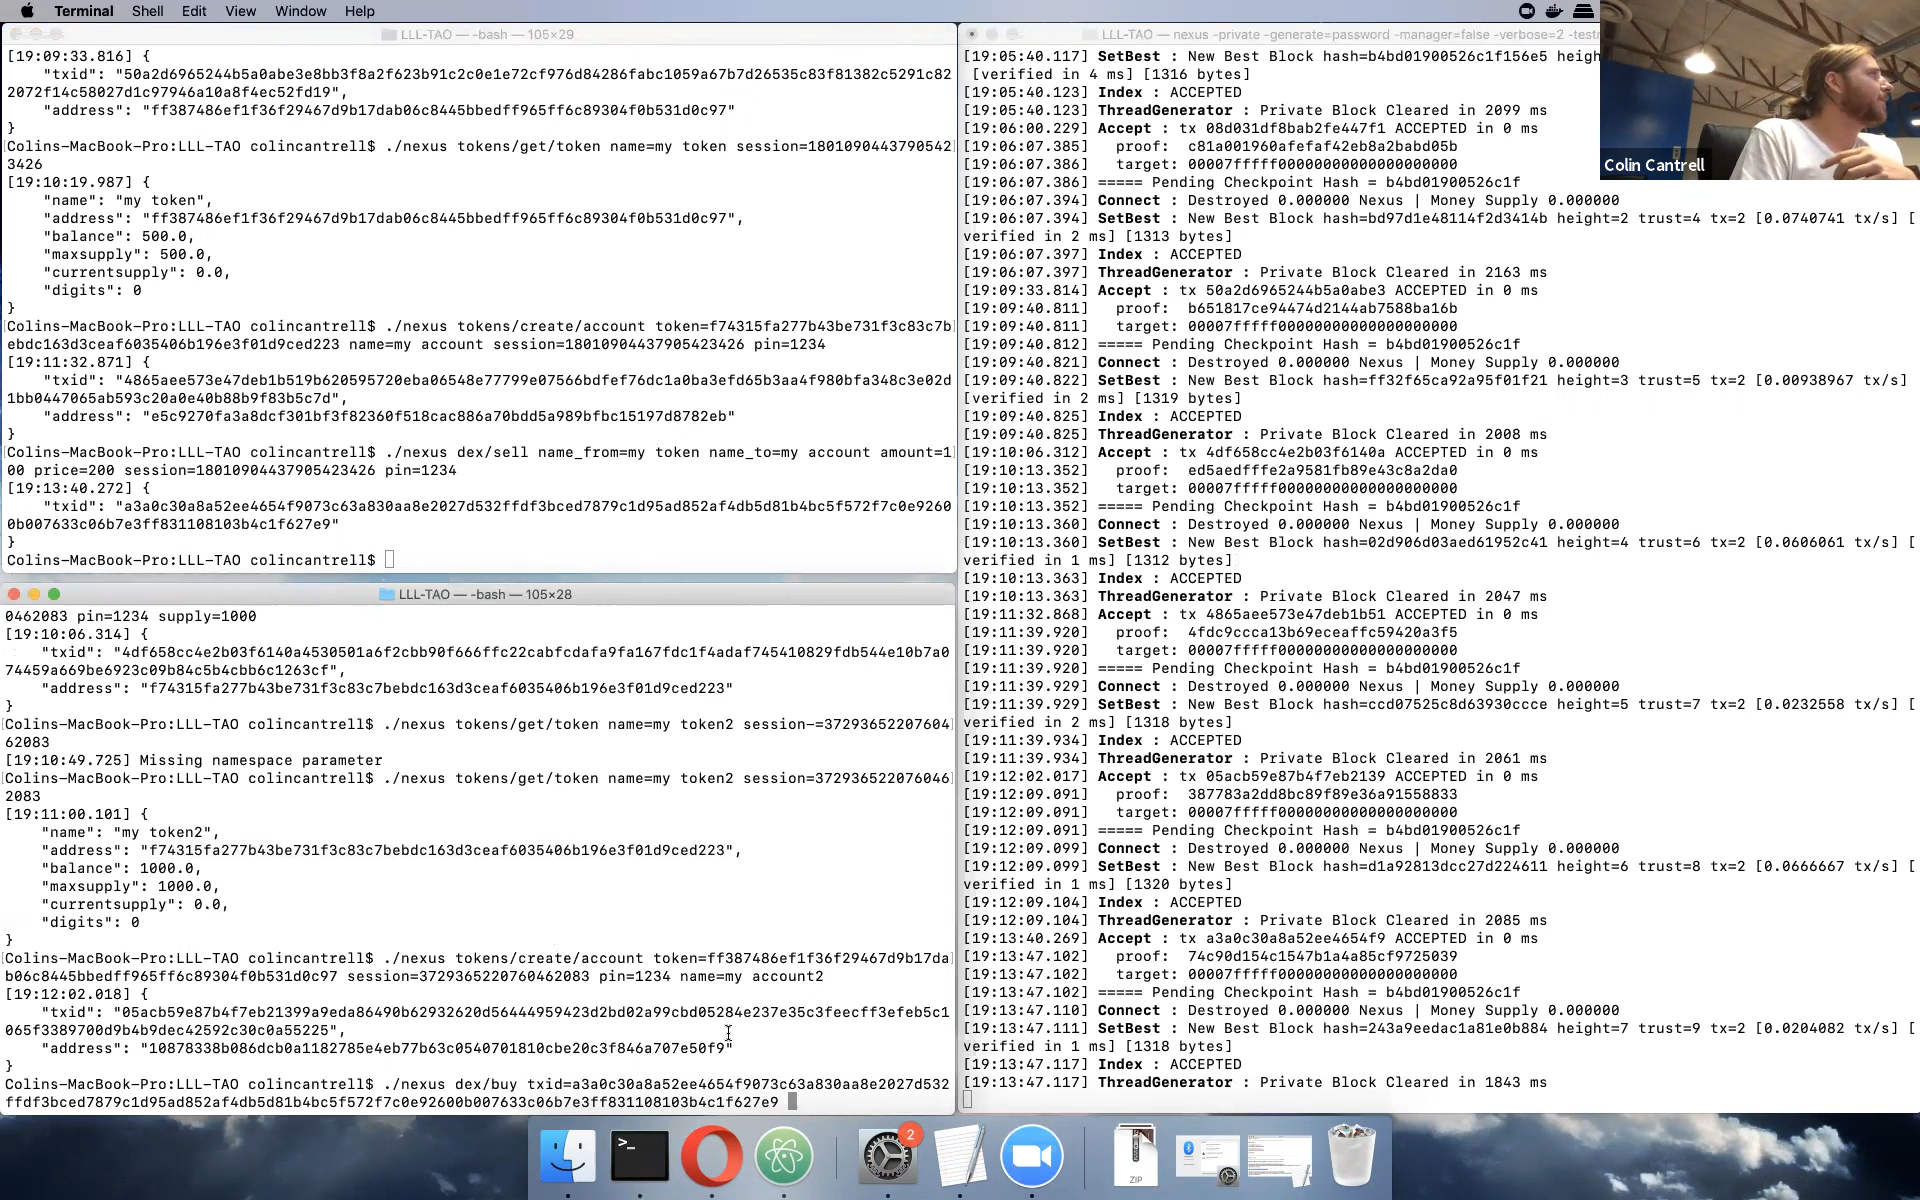 Terminal Shell Edit View Window Help
LLL-TAO — -bash — 105×29
[19:09:33.816] {
"txid": "50a2d6965244b5a0abe3e8bb3f8a2f623b91c2c0e1e72cf976d84286fabc1059a67b7d26535c83f81382c5291c82
2072f14c58027d1c97946a10a8f4ec52fd19",
"address": "ff387486ef1f36f29467d9b17dab06c8445bbedff965ff6c89304f0b531d0c97"
}
Colins-MacBook-Pro:LLL-TAO colincantrell$ ./nexus tokens/get/token name=my token session=1801090443790542
3426
[19:10:19.987] {
"name": "my token",
"address": "ff387486ef1f36f29467d9b17dab06c8445bbedff965ff6c89304f0b531d0c97",
"balance": 500.0,
"maxsupply": 500.0,
"currentsupply": 0.0,
"digits": 0
}
Colins-MacBook-Pro:LLL-TAO colincantrell$ ./nexus tokens/create/account token=f74315fa277b43be731f3c83c7b
ebdc163d3ceaf6035406b196e3f01d9ced223 name=my account session=18010904437905423426 pin=1234
[19:11:32.871] {
"txid": "4865aee573e47deb1b519b620595720eba06548e77799e07566bdfef76dc1a0ba3efd65b3aa4f980bfa348c3e02d
1bb0447065ab593c20a0e40b88b9f83b5c7d",
"address": "e5c9270fa3a8dcf301bf3f82360f518cac886a70bdd5a989bfbc15197d8782eb"
}
Colins-MacBook-Pro:LLL-TAO colincantrell$ ./nexus dex/sell name_from=my token name_to=my account amount=1
00 price=200 session=18010904437905423426 pin=1234
[19:13:40.272] {
"txid": "a3a0c30a8a52ee4654f9073c63a830aa8e2027d532ffdf3bced7879c1d95ad852af4db5d81b4bc5f572f7c0e9260
0b007633c06b7e3ff831108103b4c1f627e9"
}
Colins-MacBook-Pro:LLL-TAO colincantrell$
LLL-TAO — -bash — 105×28
0462083 pin=1234 supply=1000
[19:10:06.314] {
"txid": "4df658cc4e2b03f6140a4530501a6f2cbb90f666ffc22cabfcdafa9fa167fdc1f4adaf745410829fdb544e10b7a0
74459a669be6923c09b84c5b4cbb6c1263cf",
"address": "f74315fa277b43be731f3c83c7bebdc163d3ceaf6035406b196e3f01d9ced223"
}
Colins-MacBook-Pro:LLL-TAO colincantrell$ ./nexus tokens/get/token name=my token2 session-=37293652207604
62083
[19:10:49.725] Missing namespace parameter
Colins-MacBook-Pro:LLL-TAO colincantrell$ ./nexus tokens/get/token name=my token2 session=372936522076046
2083
[19:11:00.101] {
"name": "my token2",
"address": "f74315fa277b43be731f3c83c7bebdc163d3ceaf6035406b196e3f01d9ced223",
"balance": 1000.0,
"maxsupply": 1000.0,
"currentsupply": 0.0,
"digits": 0
}
Colins-MacBook-Pro:LLL-TAO colincantrell$ ./nexus tokens/create/account token=ff387486ef1f36f29467d9b17da
b06c8445bbedff965ff6c89304f0b531d0c97 session=3729365220760462083 pin=1234 name=my account2
[19:12:02.018] {
"txid": "05acb59e87b4f7eb21399a9eda86490b62932620d56444959423d2bd02a99cbd05284e237e35c3feecff3efeb5c1
065f3389700d9b4b9dec42592c30c0a55225",
"address": "10878338b086dcb0a1182785e4eb77b63c0540701810cbe20c3f846a707e50f9"
}
Colins-MacBook-Pro:LLL-TAO colincantrell$ ./nexus dex/buy txid=a3a0c30a8a52ee4654f9073c63a830aa8e2027d532
ffdf3bced7879c1d95ad852af4db5d81b4bc5f572f7c0e92600b007633c06b7e3ff831108103b4c1f627e9
LLL-TAO — nexus -private -generate=password -manager=false -verbose=2 -test
[19:05:40.117] SetBest : New Best Block hash=b4bd01900526c1f156e5 heigh
[verified in 4 ms] [1316 bytes]
[19:05:40.123] Index : ACCEPTED
[19:05:40.123] ThreadGenerator : Private Block Cleared in 2099 ms
[19:06:00.229] Accept : tx 08d031df8bab2fe447f1 ACCEPTED in 0 ms
[19:06:07.385] proof: c81a001960afefaf42eb8a2babd05b
[19:06:07.386] target: 00007fffff00000000000000000000
[19:06:07.386] ===== Pending Checkpoint Hash = b4bd01900526c1f
[19:06:07.394] Connect : Destroyed 0.000000 Nexus | Money Supply 0.000000
[19:06:07.394] SetBest : New Best Block hash=bd97d1e48114f2d3414b height=2 trust=4 tx=2 [0.0740741 tx/s] [
verified in 2 ms] [1313 bytes]
[19:06:07.397] Index : ACCEPTED
[19:06:07.397] ThreadGenerator : Private Block Cleared in 2163 ms
[19:09:33.814] Accept : tx 50a2d6965244b5a0abe3 ACCEPTED in 0 ms
[19:09:40.811] proof: b651817ce94474d2144ab7588ba16b
[19:09:40.811] target: 00007fffff00000000000000000000
[19:09:40.812] ===== Pending Checkpoint Hash = b4bd01900526c1f
[19:09:40.821] Connect : Destroyed 0.000000 Nexus | Money Supply 0.000000
[19:09:40.822] SetBest : New Best Block hash=ff32f65ca92a95f01f21 height=3 trust=5 tx=2 [0.00938967 tx/s]
[verified in 2 ms] [1319 bytes]
[19:09:40.825] Index : ACCEPTED
[19:09:40.825] ThreadGenerator : Private Block Cleared in 2008 ms
[19:10:06.312] Accept : tx 4df658cc4e2b03f6140a ACCEPTED in 0 ms
[19:10:13.352] proof: ed5aedfffe2a9581fb89e43c8a2da0
[19:10:13.352] target: 00007fffff00000000000000000000
[19:10:13.352] ===== Pending Checkpoint Hash = b4bd01900526c1f
[19:10:13.360] Connect : Destroyed 0.000000 Nexus | Money Supply 0.000000
[19:10:13.360] SetBest : New Best Block hash=02d906d03aed61952c41 height=4 trust=6 tx=2 [0.0606061 tx/s] [
verified in 1 ms] [1312 bytes]
[19:10:13.363] Index : ACCEPTED
[19:10:13.363] ThreadGenerator : Private Block Cleared in 2047 ms
[19:11:32.868] Accept : tx 4865aee573e47deb1b51 ACCEPTED in 0 ms
[19:11:39.920] proof: 4fdc9ccca13b69eceaffc59420a3f5
[19:11:39.920] target: 00007fffff00000000000000000000
[19:11:39.920] ===== Pending Checkpoint Hash = b4bd01900526c1f
[19:11:39.929] Connect : Destroyed 0.000000 Nexus | Money Supply 0.000000
[19:11:39.929] SetBest : New Best Block hash=ccd07525c8d63930ccce height=5 trust=7 tx=2 [0.0232558 tx/s] [
verified in 2 ms] [1318 bytes]
[19:11:39.934] Index : ACCEPTED
[19:11:39.934] ThreadGenerator : Private Block Cleared in 2061 ms
[19:12:02.017] Accept : tx 05acb59e87b4f7eb2139 ACCEPTED in 0 ms
[19:12:09.091] proof: 387783a2dd8bc89f89e36a91558833
[19:12:09.091] target: 00007fffff00000000000000000000
[19:12:09.091] ===== Pending Checkpoint Hash = b4bd01900526c1f
[19:12:09.099] Connect : Destroyed 0.000000 Nexus | Money Supply 0.000000
[19:12:09.099] SetBest : New Best Block hash=d1a92813dcc27d224611 height=6 trust=8 tx=2 [0.0666667 tx/s] [
verified in 1 ms] [1320 bytes]
[19:12:09.104] Index : ACCEPTED
[19:12:09.104] ThreadGenerator : Private Block Cleared in 2085 ms
[19:13:40.269] Accept : tx a3a0c30a8a52ee4654f9 ACCEPTED in 0 ms
[19:13:47.102] proof: 74c90d154c1547b1a4a85cf9725039
[19:13:47.102] target: 00007fffff00000000000000000000
[19:13:47.102] ===== Pending Checkpoint Hash = b4bd01900526c1f
[19:13:47.110] Connect : Destroyed 0.000000 Nexus | Money Supply 0.000000
[19:13:47.111] SetBest : New Best Block hash=243a9eedac1a81e0b884 height=7 trust=9 tx=2 [0.0204082 tx/s] [
verified in 1 ms] [1318 bytes]
[19:13:47.117] Index : ACCEPTED
[19:13:47.117] ThreadGenerator : Private Block Cleared in 1843 ms
Colin Cantrell
2
ZIP